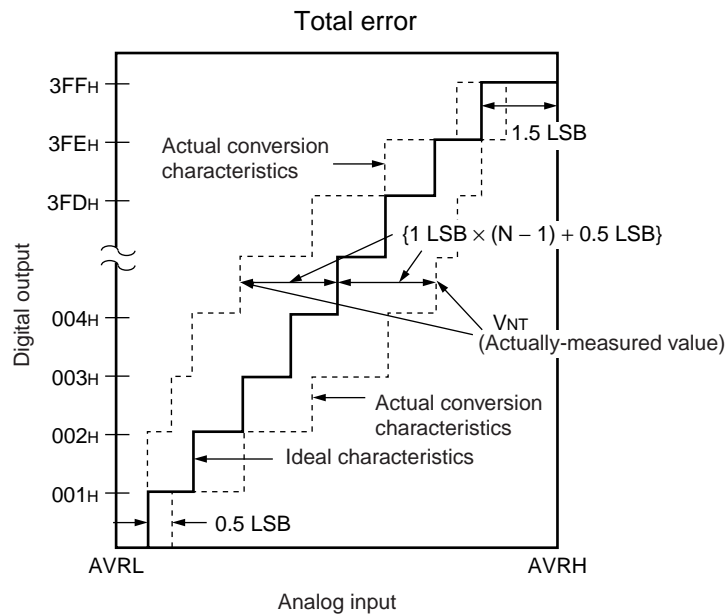 Total error
3FFH
3FEH
3FDH
004H
003H
002H
001H
Digital output
Actual conversion
characteristics
1.5 LSB
{1 LSB × (N − 1) + 0.5 LSB}
VNT
(Actually-measured value)
Actual conversion
characteristics
Ideal characteristics
0.5 LSB
AVRL
AVRH
Analog input